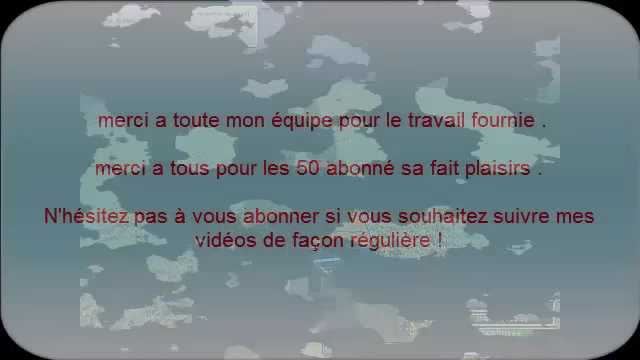 merci a toute mon équipe pour le travail fournie .
merci a tous pour les 50 abonné sa fait plaisirs .
N'hésitez pas à vous abonner si vous souhaitez suivre mes
vidéos de façon régulière !